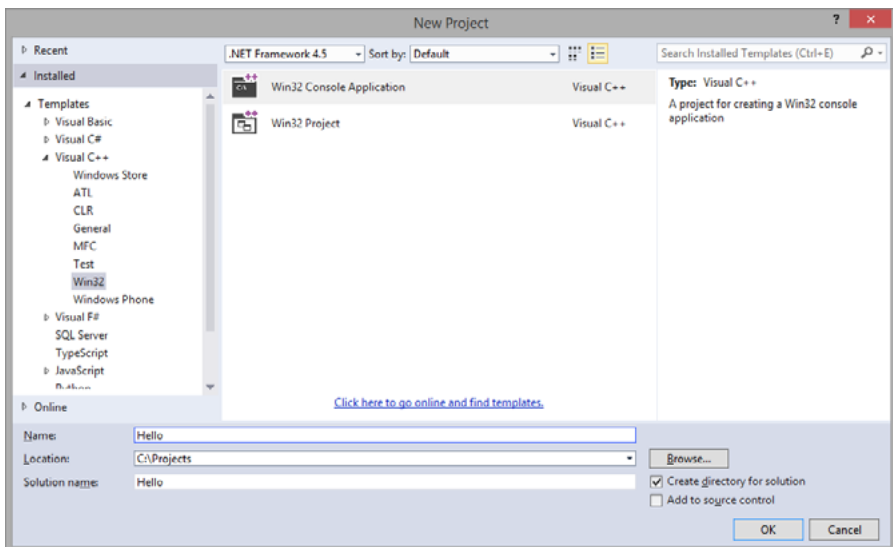 New Project
? ×
Recent
.NET Framework 4.5 Sort by: Default
Search Installed Templates (Ctrl+E)
Installed
Templates
Visual Basic
Visual C#
Visual C++
Windows Store
ATL
CLR
General
MFC
Test
Win32
Windows Phone
Visual F#
SQL Server
TypeScript
JavaScript
Python
Online
Win32 Console Application Visual C++
Win32 Project Visual C++
Click here to go online and find templates.
Type: Visual C++
A project for creating a Win32 console
application
Name: Hello
Location: C:\Projects
Browse...
Solution name: Hello
Create directory for solution
Add to source control
OK Cancel